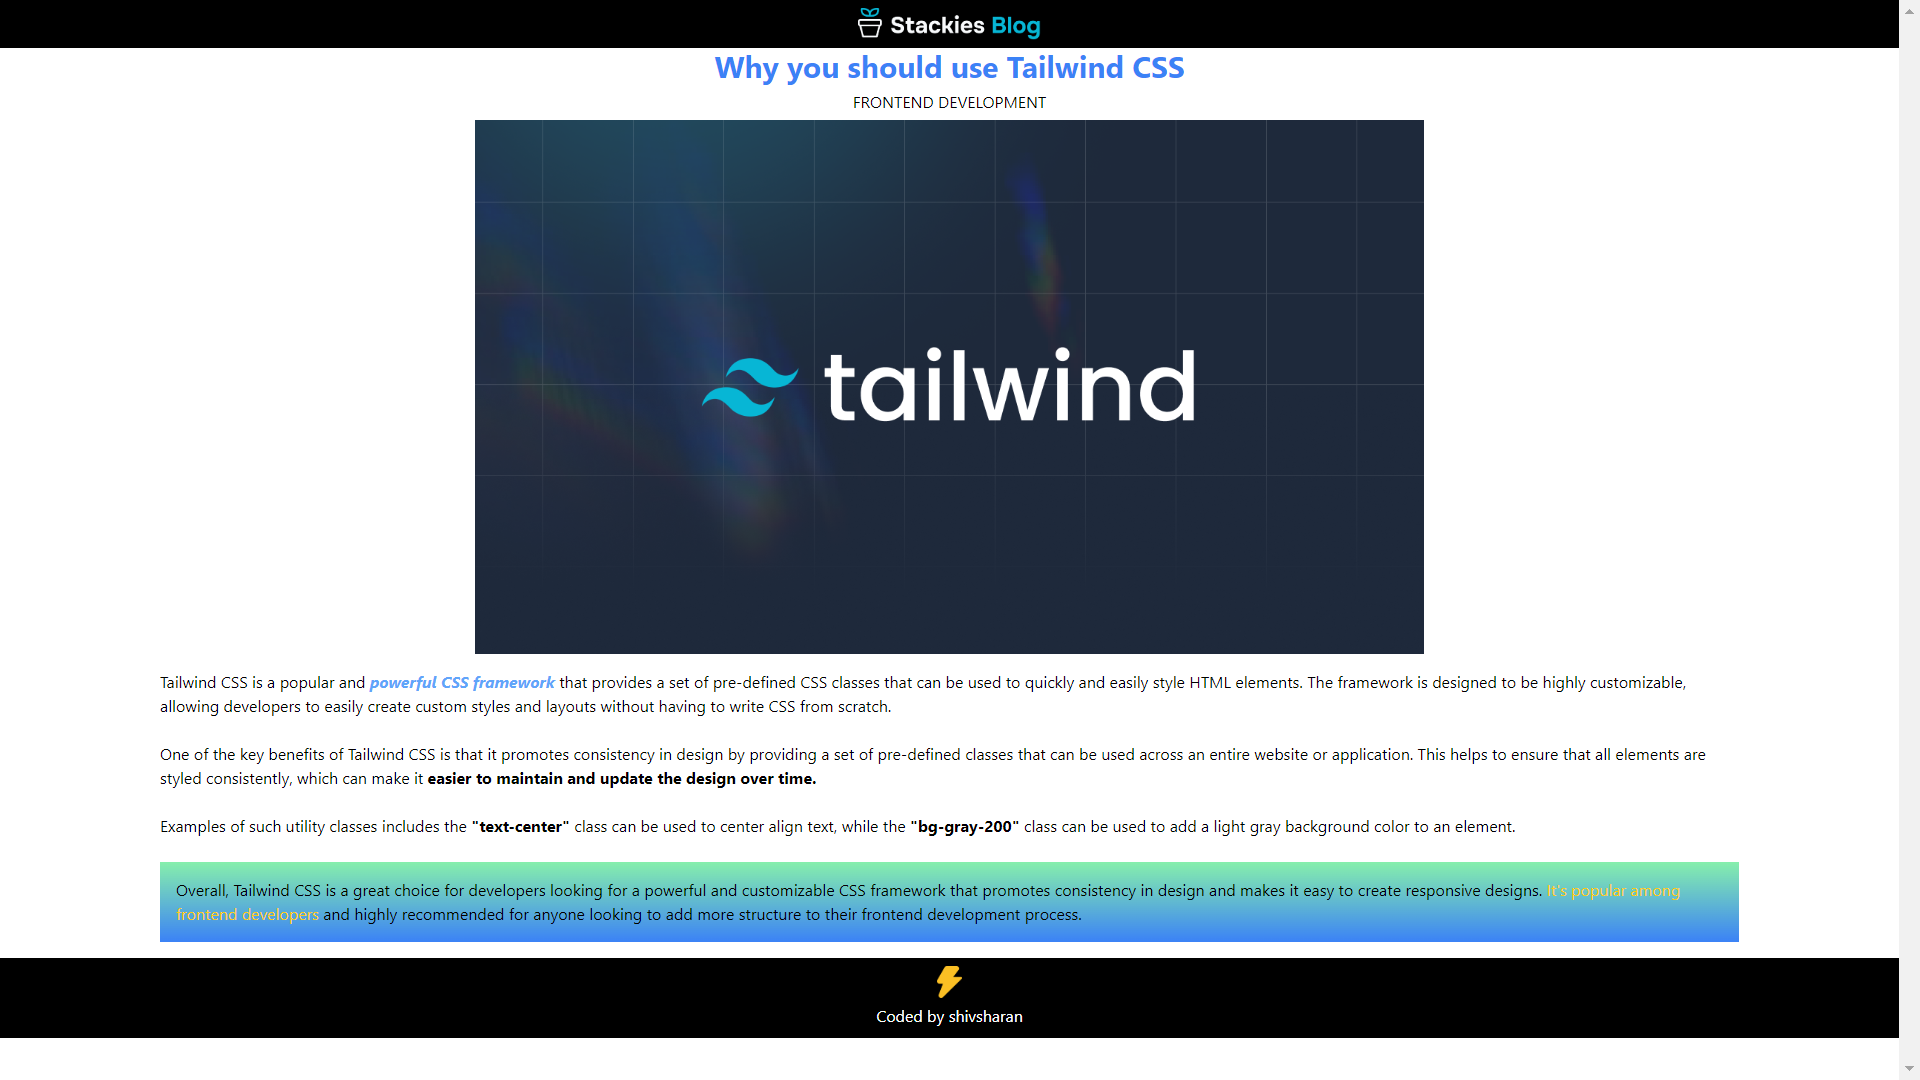 Stackies Blog
Why you should use Tailwind CSS
FRONTEND DEVELOPMENT
tailwind
Tailwind CSS is a popular and powerful CSS framework that provides a set of pre-defined CSS classes that can be used to quickly and easily style HTML elements. The framework is designed to be highly customizable,
allowing developers to easily create custom styles and layouts without having to write CSS from scratch.
One of the key benefits of Tailwind CSS is that it promotes consistency in design by providing a set of pre-defined classes that can be used across an entire website or application. This helps to ensure that all elements are
styled consistently, which can make it easier to maintain and update the design over time.
Examples of such utility classes includes the "text-center" class can be used to center align text, while the "bg-gray-200" class can be used to add a light gray background color to an element.
Overall, Tailwind CSS is a great choice for developers looking for a powerful and customizable CSS framework that promotes consistency in design and makes it easy to create responsive designs. It's popular among
frontend developers and highly recommended for anyone looking to add more structure to their frontend development process.
Coded by shivsharan